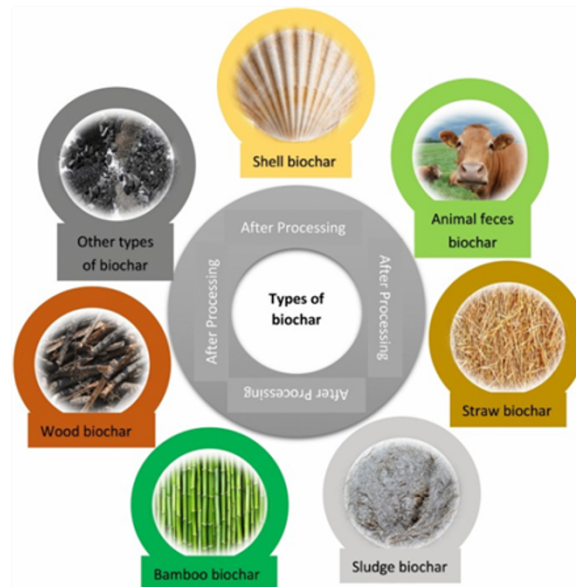 Shell biochar
Animal feces
biochar
Other types
of biochar
After Processing
After Processing
After Processing
After Processing
Types of
biochar
Straw biochar
Wood biochar
Sludge biochar
Bamboo biochar